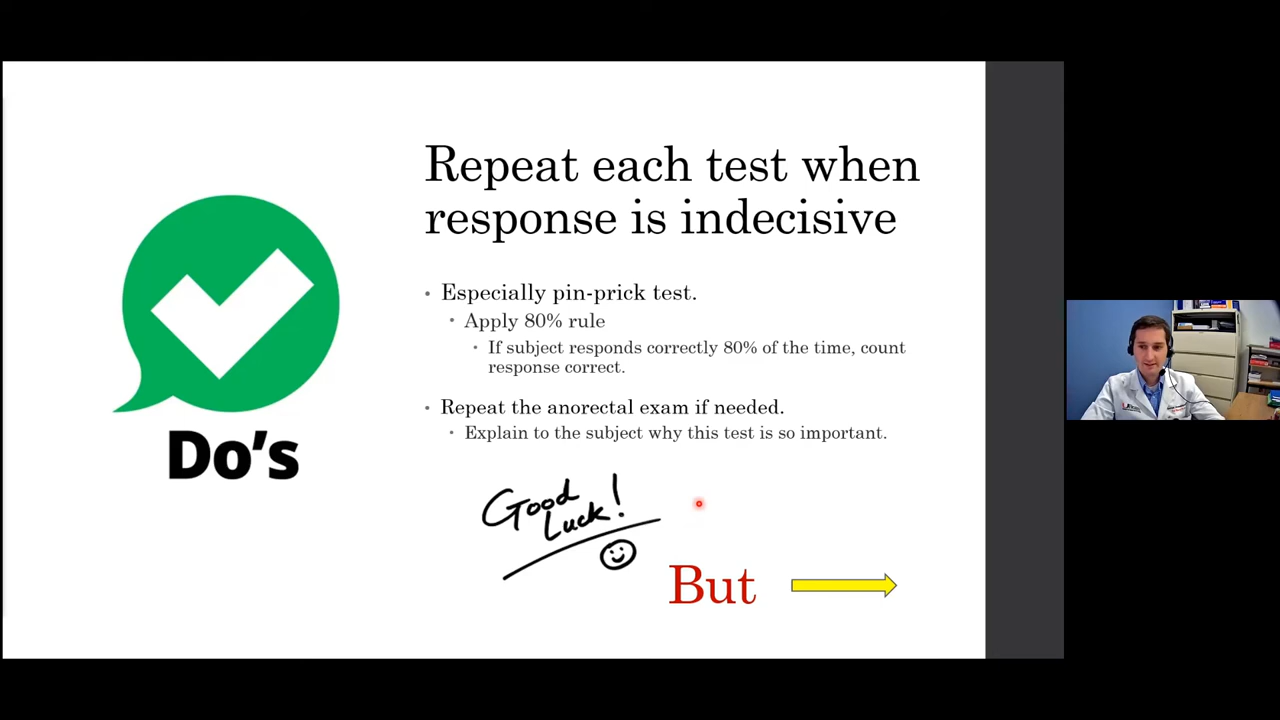 Repeat each test when
response is indecisive
• Especially pin-prick test.
• Apply 80% rule
• If subject responds correctly 80% of the time, count
response correct.
• Repeat the anorectal exam if needed.
• Explain to the subject why this test is so important.
Do's
Good
Luck!
But